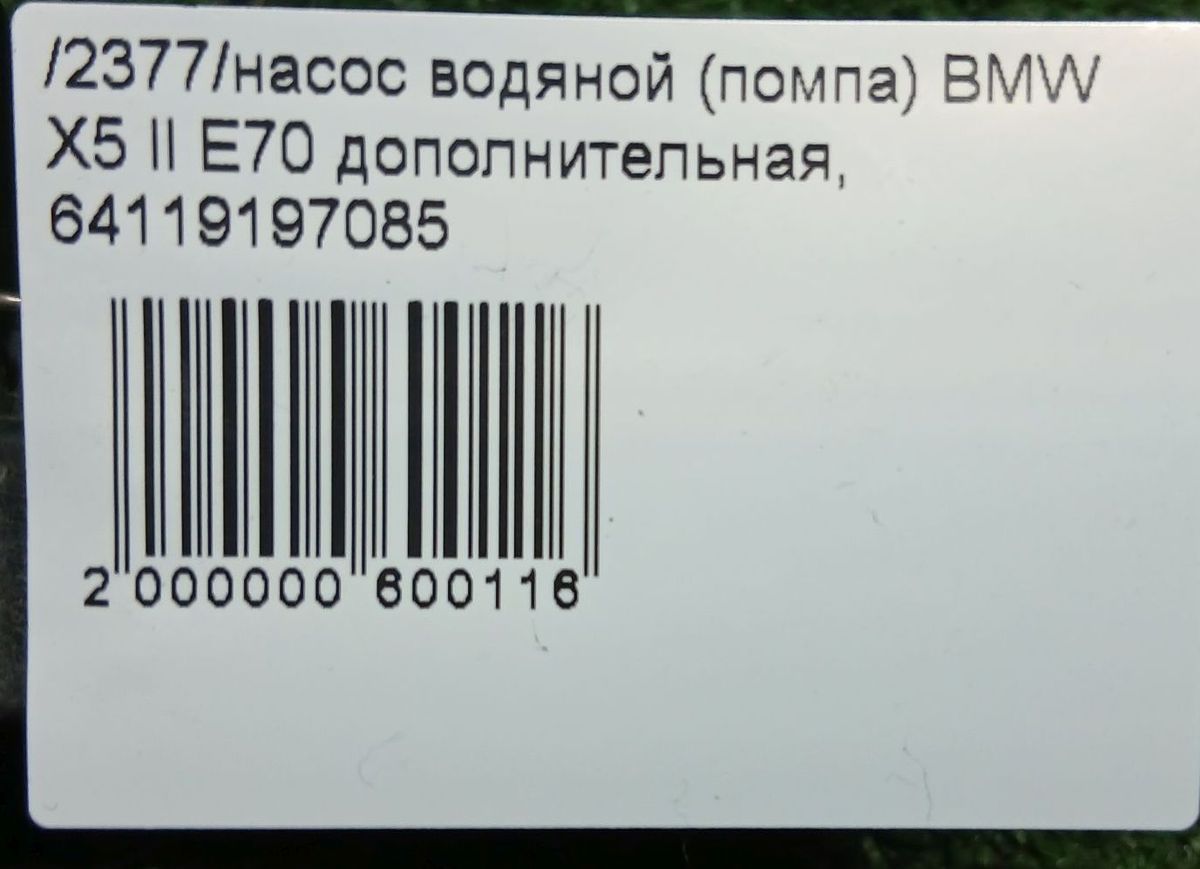 /2377/насос водяной (помпа) BMW
X5 II E70 дополнительная,
64119197085
2 000000 600116